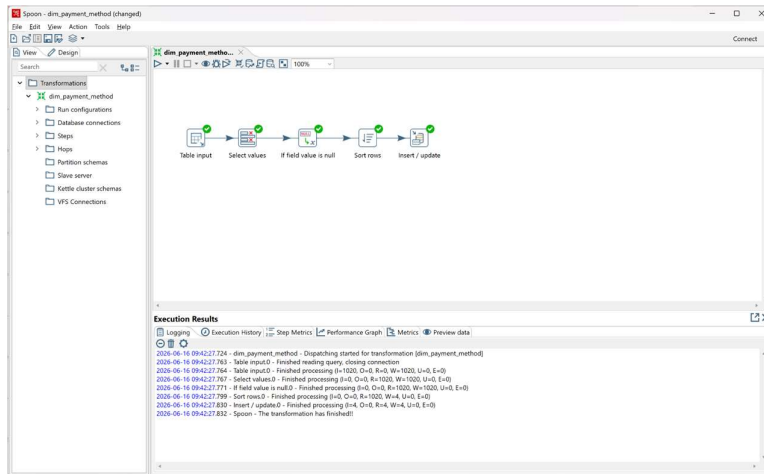 Spoon - dim_payment_method (changed)
File Edit View Action Tools Help
Connect
View Design
dim_payment_metho...
Search
100%
Transformations
dim_payment_method
Run configurations
Database connections
Steps
Hops
Partition schemas
Slave server
Kettle cluster schemas
VFS Connections
Table input Select values If field value is null Sort rows Insert / update
Execution Results
Logging Execution History Step Metrics Performance Graph Metrics Preview data
2026-06-16 09:42:27.724 - dim_payment_method - Dispatching started for transformation [dim_payment_method]
2026-06-16 09:42:27.763 - Table input.0 - Finished reading query, closing connection
2026-06-16 09:42:27.764 - Table input.0 - Finished processing (I=1020, O=0, R=0, W=1020, U=0, E=0)
2026-06-16 09:42:27.767 - Select values.0 - Finished processing (I=0, O=0, R=1020, W=1020, U=0, E=0)
2026-06-16 09:42:27.771 - If field value is null.0 - Finished processing (I=0, O=0, R=1020, W=1020, U=0, E=0)
2026-06-16 09:42:27.799 - Sort rows.0 - Finished processing (I=0, O=0, R=1020, W=4, U=0, E=0)
2026-06-16 09:42:27.830 - Insert / update.0 - Finished processing (I=4, O=0, R=4, W=4, U=0, E=0)
2026-06-16 09:42:27.832 - Spoon - The transformation has finished!!